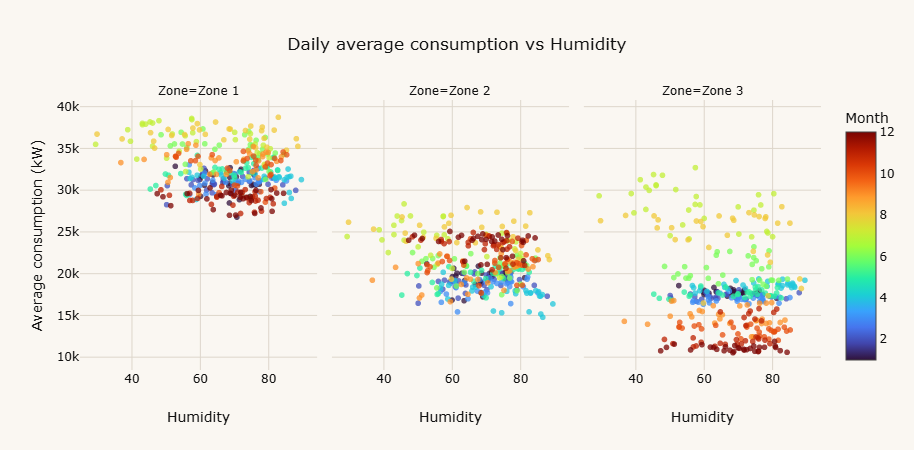 Daily average consumption vs Humidity
Zone=Zone 1
Zone=Zone 2
Zone=Zone 3
Month
Average consumption (kW)
40k
35k
30k
25k
20k
15k
10k
40 60 80
40 60 80
40 60 80
Humidity
Humidity
Humidity
12
10
8
6
4
2